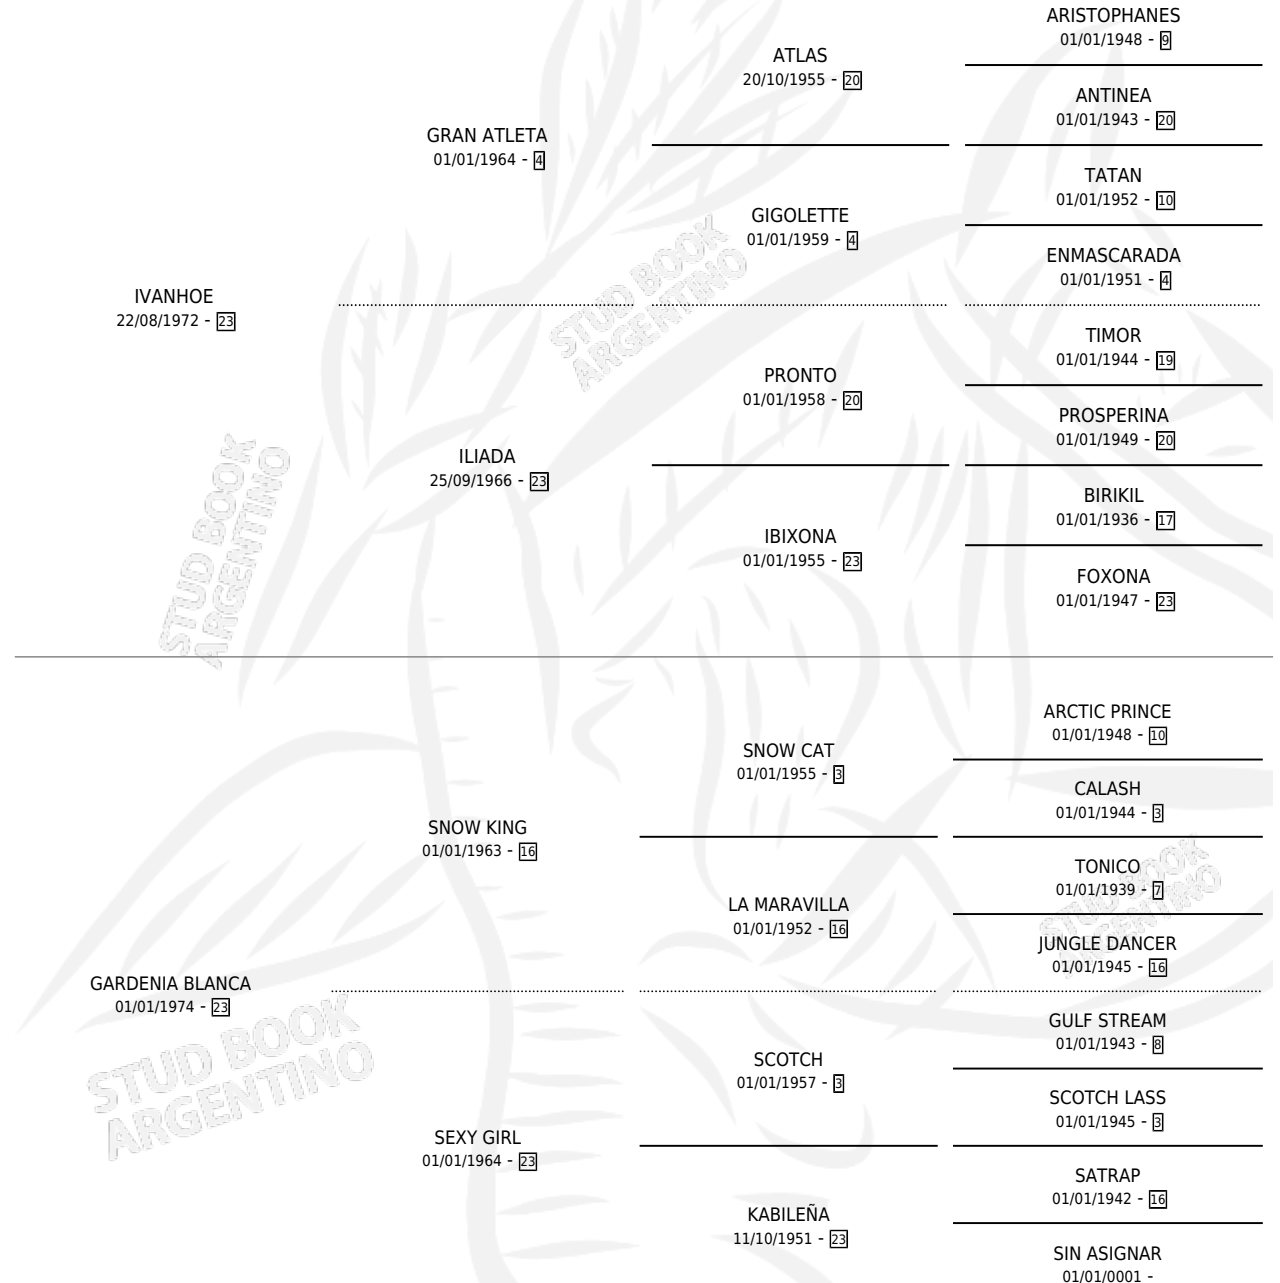 ARISTOPHANES
01/01/1948 - 9
ATLAS
20/10/1955 - 20
ANTINEA
01/01/1943 - 20
GRAN ATLETA
01/01/1964 - 4
TATAN
01/01/1952 - 10
GIGOLETTE
01/01/1959 - 4
ENMASCARADA
01/01/1951 - 4
IVANHOE
22/08/1972 - 23
STUD BOOK
ARGENTINO
TIMOR
01/01/1944 - 19
PRONTO
01/01/1958 - 20
PROSPERINA
01/01/1949 - 20
ILIADA
25/09/1966 - 23
BIRIKIL
01/01/1936 - 17
IBIXONA
01/01/1955 - 23
FOXONA
01/01/1947 - 23
STUD BOOK
ARGENTINO
ARCTIC PRINCE
01/01/1948 - 10
SNOW CAT
01/01/1955 - 3
CALASH
01/01/1944 - 3
SNOW KING
01/01/1963 - 16
TONICO
01/01/1939 - 7
LA MARAVILLA
01/01/1952 - 16
JUNGLE DANCER
01/01/1945 - 16
STUD BOOK
ARGENTINO
GARDENIA BLANCA
01/01/1974 - 23
GULF STREAM
01/01/1943 - 8
SCOTCH
01/01/1957 - 3
SCOTCH LASS
01/01/1945 - 3
STUD BOOK
ARGENTINO
SEXY GIRL
01/01/1964 - 23
SATRAP
01/01/1942 - 16
KABILEÑA
11/10/1951 - 23
SIN ASIGNAR
01/01/0001 -